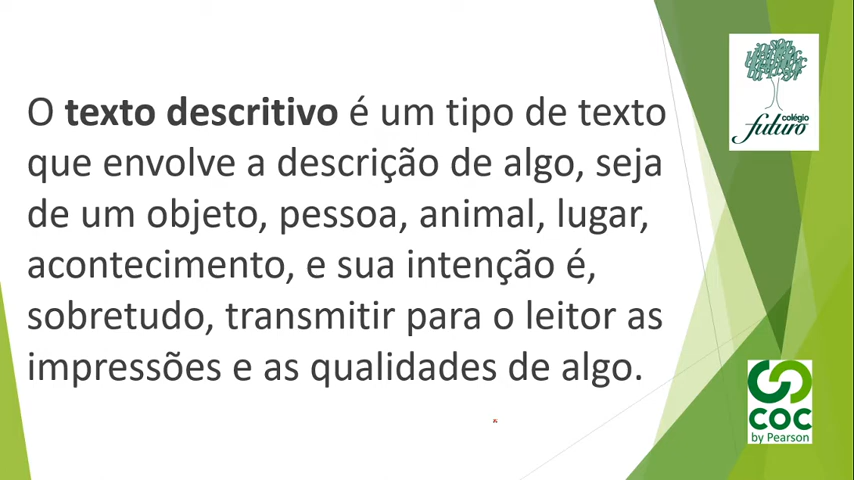 O texto descritivo é um tipo de texto
que envolve a descrição de algo, seja
de um objeto, pessoa, animal, lugar,
acontecimento, e sua intenção é,
sobretudo, transmitir para o leitor as
impressões e as qualidades de algo.
colégio
futuro
COC
by Pearson